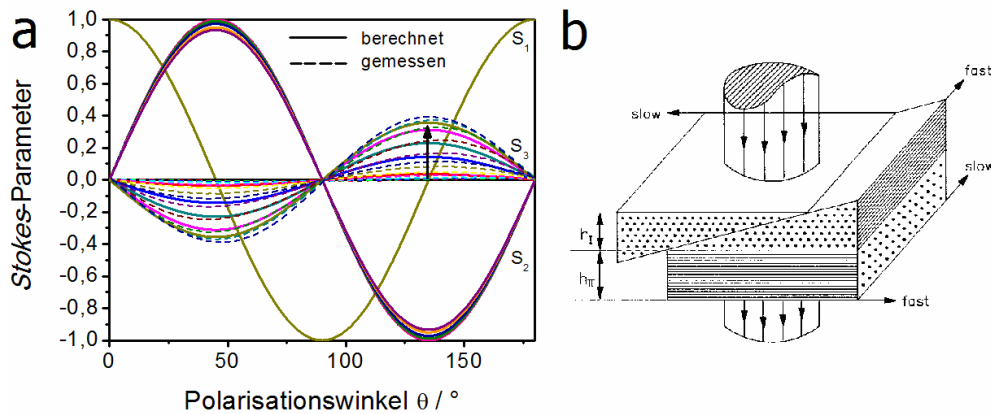 a
1,0
0,8
0,6
0,4
0,2
0,0
-0,2
-0,4
-0,6
-0,8
-1,0
Stokes-Parameter
berechnet
gemessen
S1
S3
S2
0
50
100
150
Polarisationswinkel θ / °
b
fast
slow
slow
hI
hII
fast